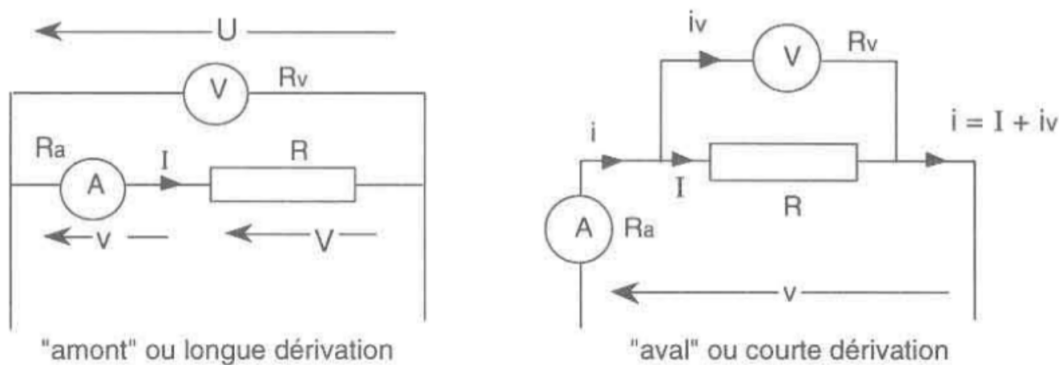 U
V
Rv
Ra
A
I
R
v
V
"amont" ou longue dérivation
iv
V
Rv
i
I
R
i = I + iv
A
Ra
v
"aval" ou courte dérivation